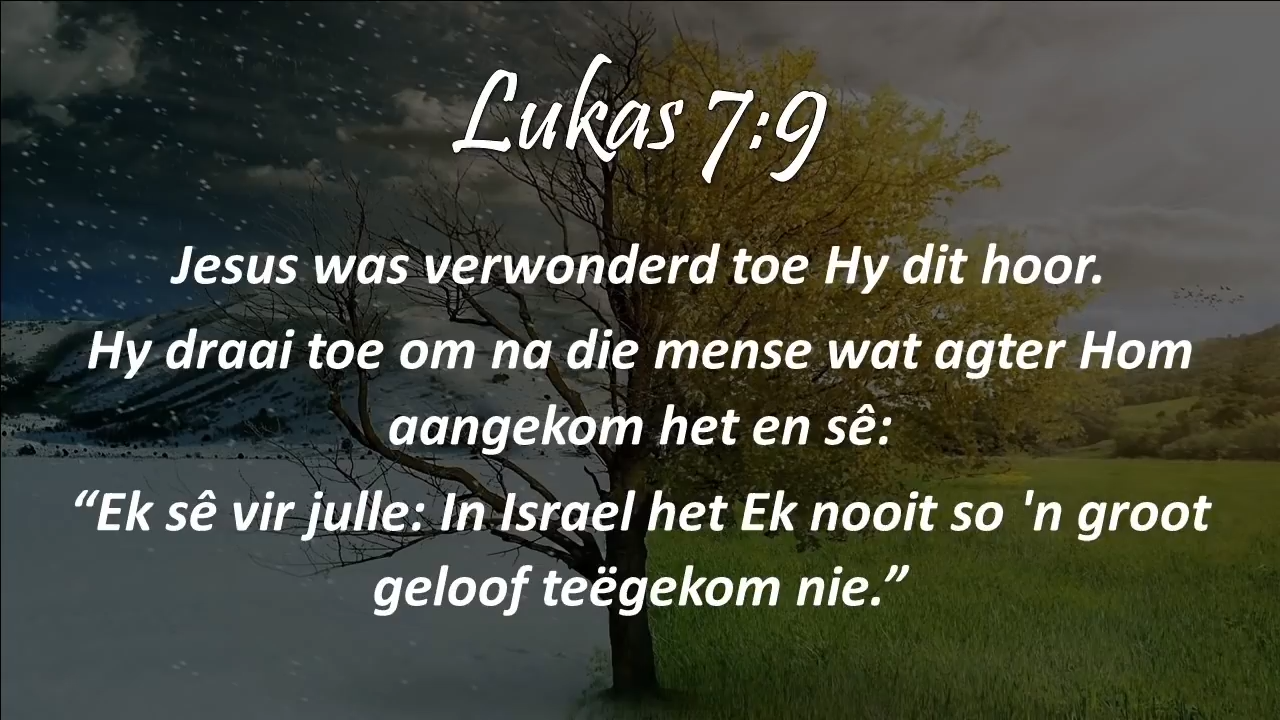 Lukas 7:9
Jesus was verwonderd toe Hy dit hoor.
Hy draai toe om na die mense wat agter Hom
aangekom het en sê:
“Ek sê vir julle: In Israel het Ek nooit so 'n groot
geloof teëgekom nie.”